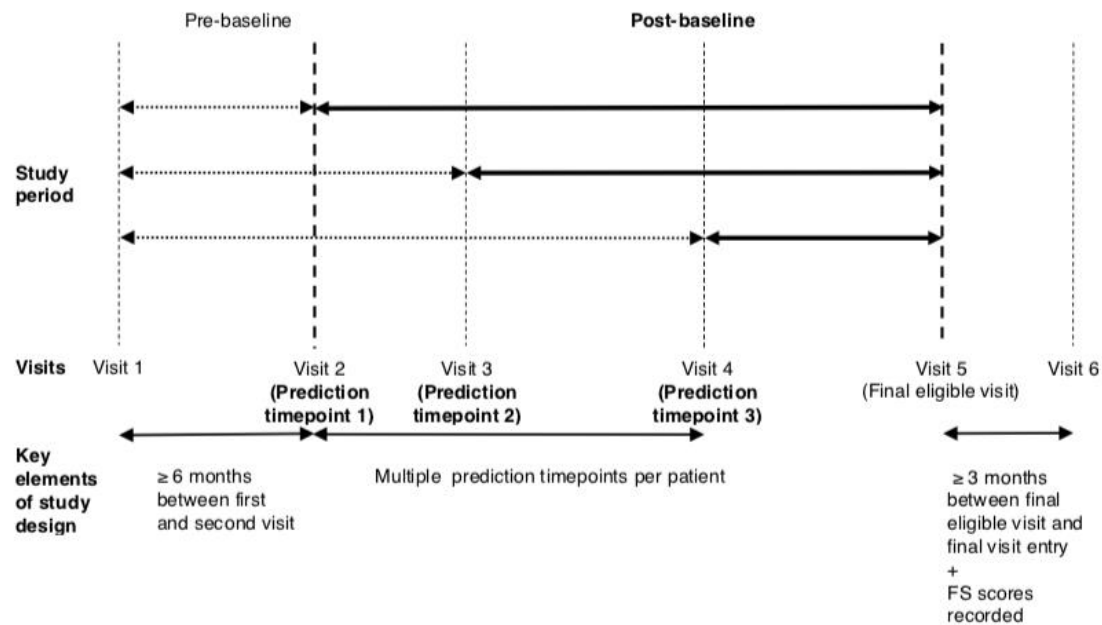 Pre-baseline
Post-baseline
Study
period
Visits
Visit 1
Visit 2
(Prediction
timepoint 1)
Visit 3
(Prediction
timepoint 2)
Visit 4
(Prediction
timepoint 3)
Visit 5
(Final eligible visit)
Visit 6
Key
elements
of study
design
≥ 6 months
between first
and second visit
Multiple prediction timepoints per patient
≥ 3 months
between final
eligible visit and
final visit entry
+
FS scores
recorded